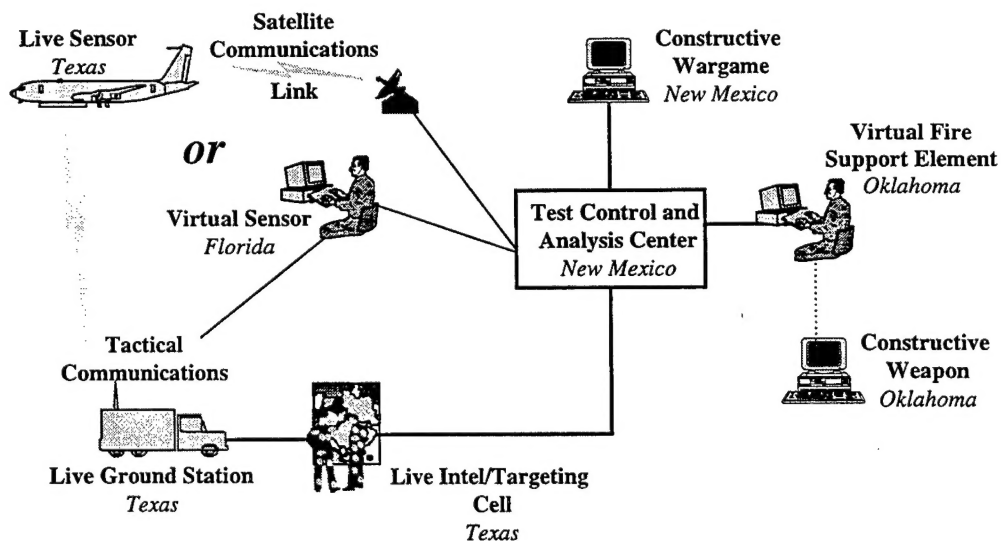 Live Sensor
Texas
Satellite
Communications
Link
Constructive
Wargame
New Mexico
or
Virtual Sensor
Florida
Test Control and
Analysis Center
New Mexico
Virtual Fire
Support Element
Oklahoma
Tactical
Communications
Constructive
Weapon
Oklahoma
Live Ground Station
Texas
Live Intel/Targeting
Cell
Texas